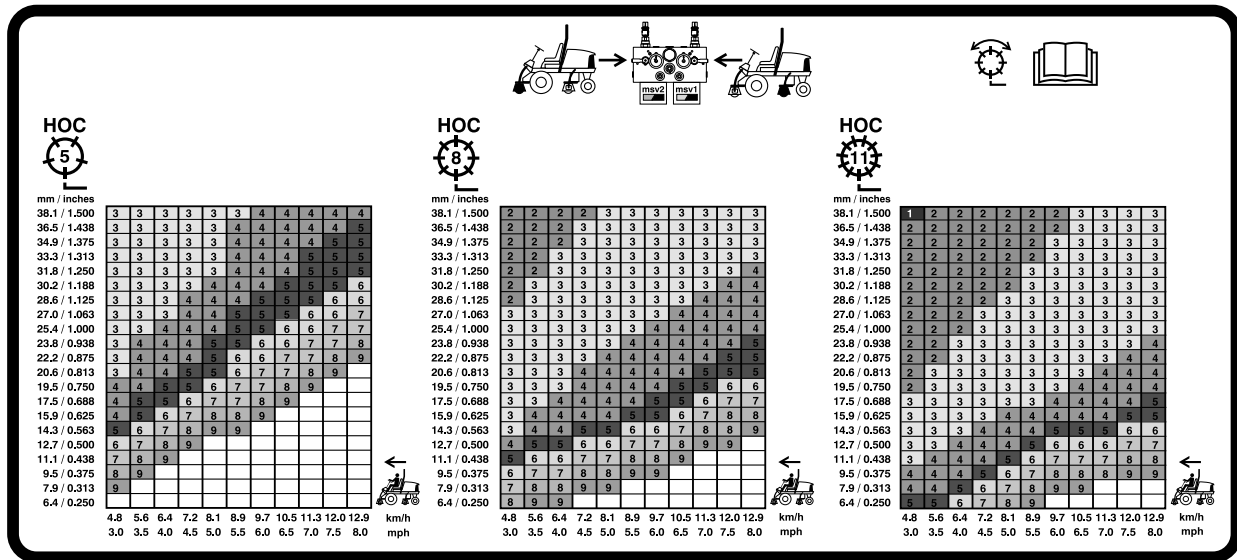 msv2 msv1
HOC
5
mm / inches
38.1 / 1.500 3 3 3 3 3 3 4 4 4 4 4
36.5 / 1.438 3 3 3 3 3 4 4 4 4 4 5
34.9 / 1.375 3 3 3 3 3 4 4 4 4 5 5
33.3 / 1.313 3 3 3 3 3 4 4 4 5 5 5
31.8 / 1.250 3 3 3 3 3 4 4 4 5 5 5
30.2 / 1.188 3 3 3 3 4 4 4 5 5 5 6
28.6 / 1.125 3 3 3 4 4 4 5 5 5 6 6
27.0 / 1.063 3 3 3 4 4 5 5 5 6 6 7
25.4 / 1.000 3 3 4 4 4 5 5 6 6 7 7
23.8 / 0.938 3 4 4 4 5 5 6 6 7 7 8
22.2 / 0.875 3 4 4 4 5 6 6 7 7 8 9
20.6 / 0.813 3 4 4 5 5 6 7 7 8 9
19.5 / 0.750 4 4 5 5 6 7 7 8 9
17.5 / 0.688 4 5 5 6 7 7 8 9
15.9 / 0.625 4 5 6 7 8 8 9
14.3 / 0.563 5 6 7 8 9 9
12.7 / 0.500 6 7 8 9
11.1 / 0.438 7 8 9
9.5 / 0.375 8 9
7.9 / 0.313 9
6.4 / 0.250
4.8 5.6 6.4 7.2 8.1 8.9 9.7 10.5 11.3 12.0 12.9 km/h
3.0 3.5 4.0 4.5 5.0 5.5 6.0 6.5 7.0 7.5 8.0 mph
HOC
8
mm / inches
38.1 / 1.500 2 2 2 2 3 3 3 3 3 3 3
36.5 / 1.438 2 2 2 3 3 3 3 3 3 3 3
34.9 / 1.375 2 2 2 3 3 3 3 3 3 3 3
33.3 / 1.313 2 2 3 3 3 3 3 3 3 3 3
31.8 / 1.250 2 2 3 3 3 3 3 3 3 3 4
30.2 / 1.188 2 3 3 3 3 3 3 3 3 4 4
28.6 / 1.125 2 3 3 3 3 3 3 3 4 4 4
27.0 / 1.063 3 3 3 3 3 3 3 4 4 4 4
25.4 / 1.000 3 3 3 3 3 3 4 4 4 4 4
23.8 / 0.938 3 3 3 3 3 4 4 4 4 4 5
22.2 / 0.875 3 3 3 3 4 4 4 4 4 5 5
20.6 / 0.813 3 3 3 3 4 4 4 4 5 5 5
19.5 / 0.750 3 3 3 4 4 4 4 5 5 6 6
17.5 / 0.688 3 3 3 4 4 4 5 5 6 7 7
15.9 / 0.625 3 4 4 4 4 5 5 6 7 8 8
14.3 / 0.563 3 4 4 4 5 6 6 7 8 8 9
12.7 / 0.500 4 5 5 6 6 7 7 8 9 9
11.1 / 0.438 5 6 6 7 7 8 8 9
9.5 / 0.375 6 7 7 8 8 9 9
7.9 / 0.313 7 8 8 9 9
6.4 / 0.250 8 9 9
4.8 5.6 6.4 7.2 8.1 8.9 9.7 10.5 11.3 12.0 12.9 km/h
3.0 3.5 4.0 4.5 5.0 5.5 6.0 6.5 7.0 7.5 8.0 mph
HOC
11
mm / inches
38.1 / 1.500 1 2 2 2 2 2 2 3 3 3 3
36.5 / 1.438 2 2 2 2 2 2 2 3 3 3 3
34.9 / 1.375 2 2 2 2 2 2 3 3 3 3 3
33.3 / 1.313 2 2 2 2 2 2 3 3 3 3 3
31.8 / 1.250 2 2 2 2 2 3 3 3 3 3 3
30.2 / 1.188 2 2 2 2 2 3 3 3 3 3 3
28.6 / 1.125 2 2 2 2 3 3 3 3 3 3 3
27.0 / 1.063 2 2 2 3 3 3 3 3 3 3 3
25.4 / 1.000 2 2 2 3 3 3 3 3 3 3 3
23.8 / 0.938 2 2 3 3 3 3 3 3 3 4 4
22.2 / 0.875 2 2 3 3 3 3 3 3 3 4 4
20.6 / 0.813 2 3 3 3 3 3 3 3 4 4 4
19.5 / 0.750 2 3 3 3 3 3 3 4 4 4 4
17.5 / 0.688 3 3 3 3 3 3 4 4 4 4 5
15.9 / 0.625 3 3 3 3 4 4 4 4 4 5 5
14.3 / 0.563 3 3 3 4 4 4 5 5 5 6 6
12.7 / 0.500 3 3 4 4 4 5 6 6 6 7 7
11.1 / 0.438 3 4 4 4 5 6 6 7 7 8 8
9.5 / 0.375 4 4 4 5 6 7 8 8 8 9 9
7.9 / 0.313 4 4 5 6 7 8 9 9
6.4 / 0.250 5 5 6 7 8 9
4.8 5.6 6.4 7.2 8.1 8.9 9.7 10.5 11.3 12.0 12.9 km/h
3.0 3.5 4.0 4.5 5.0 5.5 6.0 6.5 7.0 7.5 8.0 mph